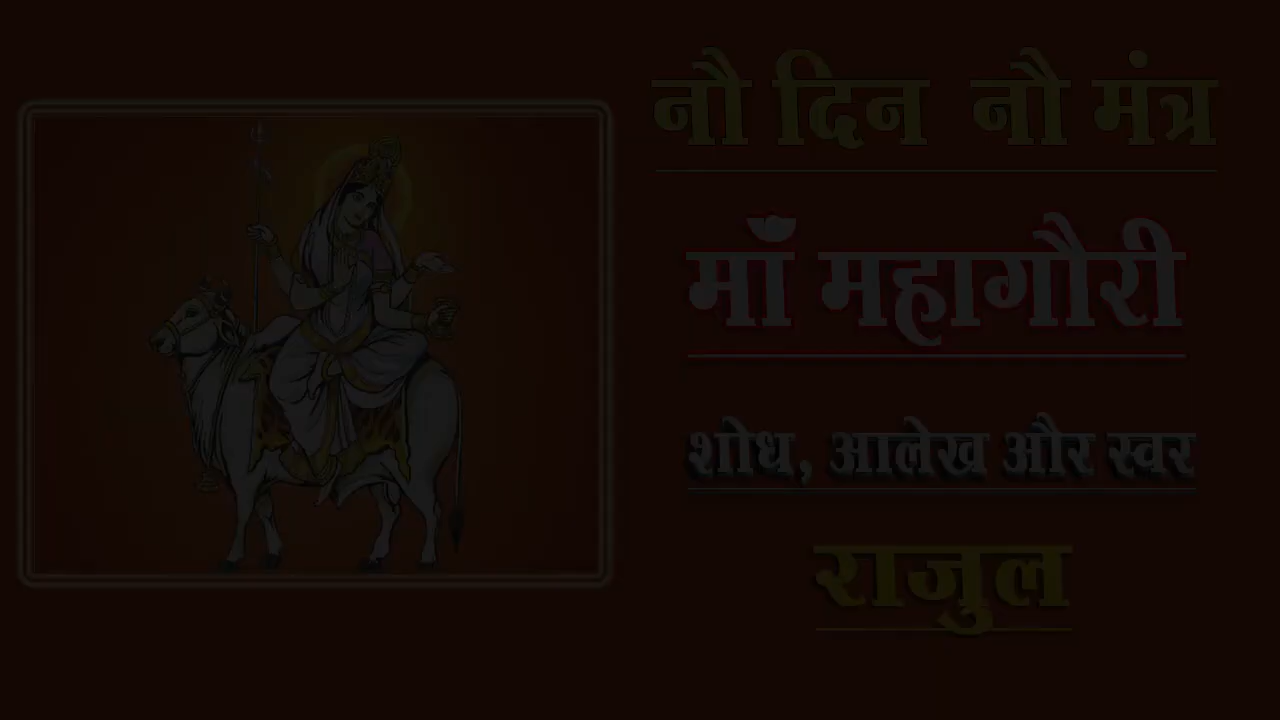 नौ दिन नौ मंत्र
माँ महागौरी
शोध, आलेख और स्वर
राजुल